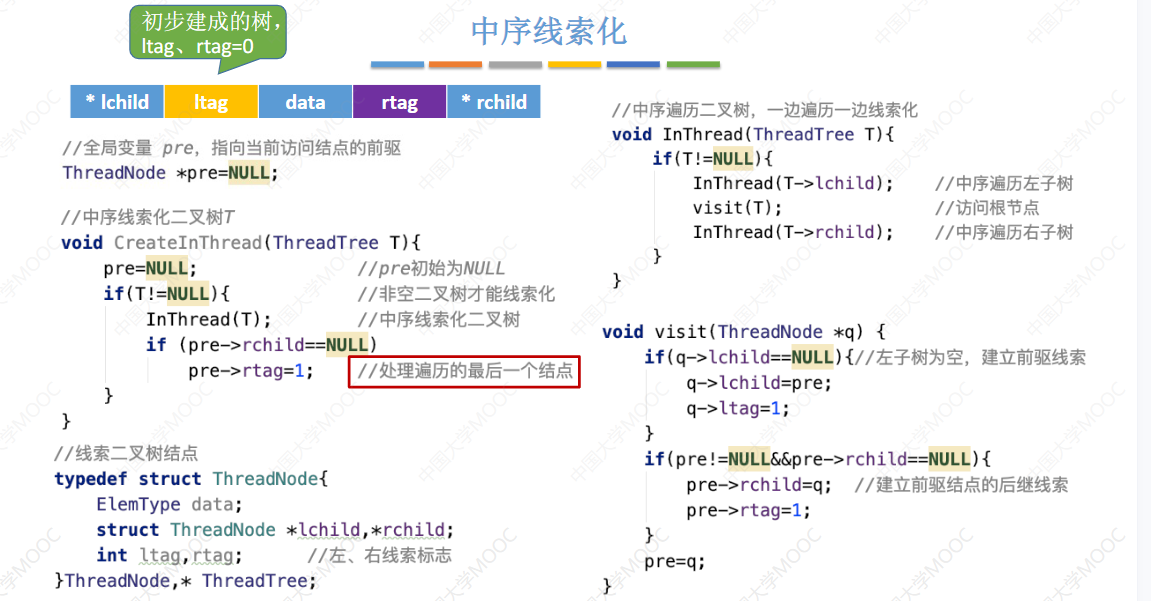 初步建成的树，
ltag、rtag=0
中序线索化
* lchild ltag data rtag * rchild
//全局变量 pre，指向当前访问结点的前驱
ThreadNode *pre=NULL;
//中序线索化二叉树T
void CreateInThread(ThreadTree T){
pre=NULL; //pre初始为NULL
if(T!=NULL){ //非空二叉树才能线索化
InThread(T); //中序线索化二叉树
if (pre->rchild==NULL)
pre->rtag=1; //处理遍历的最后一个结点
}
}
//线索二叉树结点
typedef struct ThreadNode{
ElemType data;
struct ThreadNode *lchild,*rchild;
int ltag,rtag; //左、右线索标志
}ThreadNode,* ThreadTree;
//中序遍历二叉树，一边遍历一边线索化
void InThread(ThreadTree T){
if(T!=NULL){
InThread(T->lchild); //中序遍历左子树
visit(T); //访问根节点
InThread(T->rchild); //中序遍历右子树
}
}
void visit(ThreadNode *q) {
if(q->lchild==NULL){//左子树为空，建立前驱线索
q->lchild=pre;
q->ltag=1;
}
if(pre!=NULL&&pre->rchild==NULL){
pre->rchild=q; //建立前驱结点的后继线索
pre->rtag=1;
}
pre=q;
}
中国大学MOOC